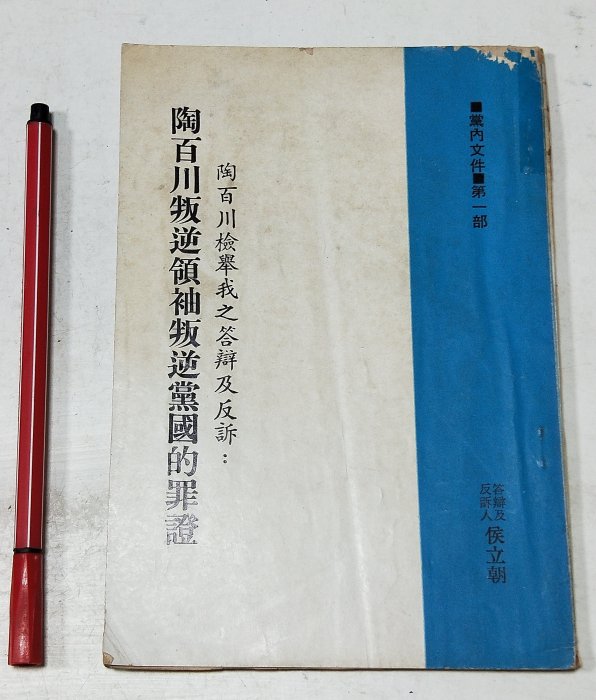 ■黨內文件■第一部
答辯及
反訴人
侯立朝
陶百川檢舉我之答辯及反訴：
陶百川叛逆領袖叛逆黨國的罪證